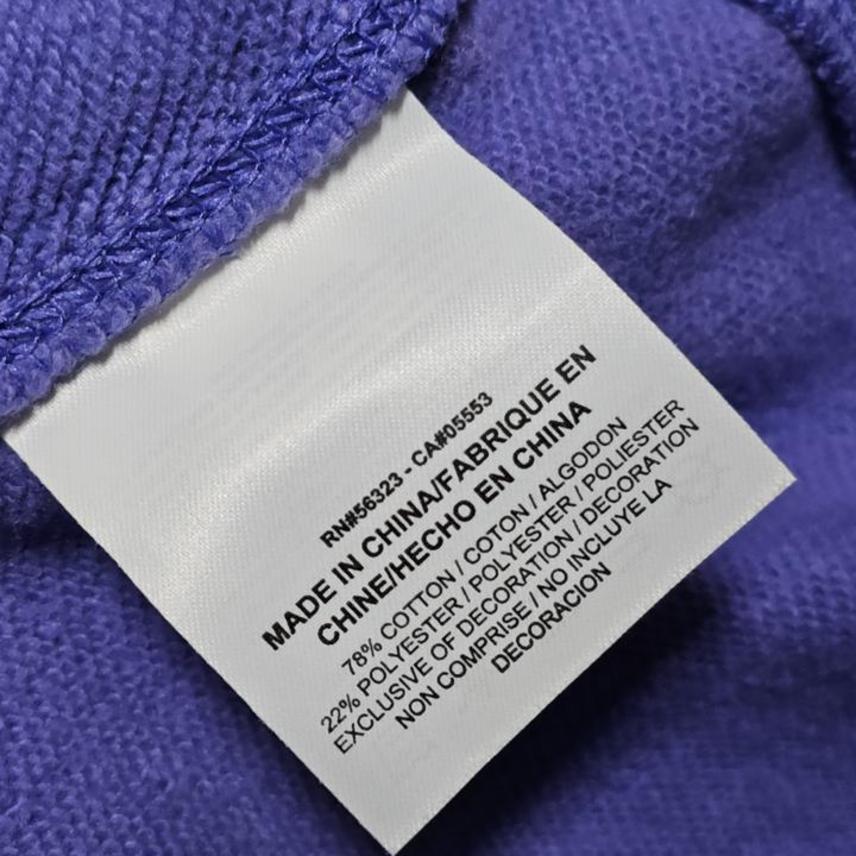 RN#56323 - CA#05553
MADE IN CHINA/FABRIQUE EN
CHINE/HECHO EN CHINA
78% COTTON / COTON / ALGODON
22% POLYESTER / POLYESTER / POLIESTER
EXCLUSIVE OF DECORATION / DECORATION
NON COMPRISE / NO INCLUYE LA
DECORACION